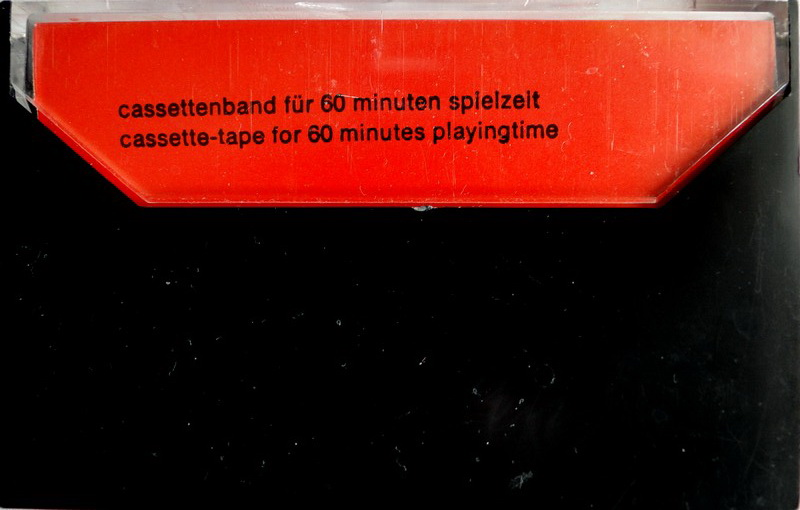 cassettenband für 60 minuten spielzeit
cassette-tape for 60 minutes playingtime